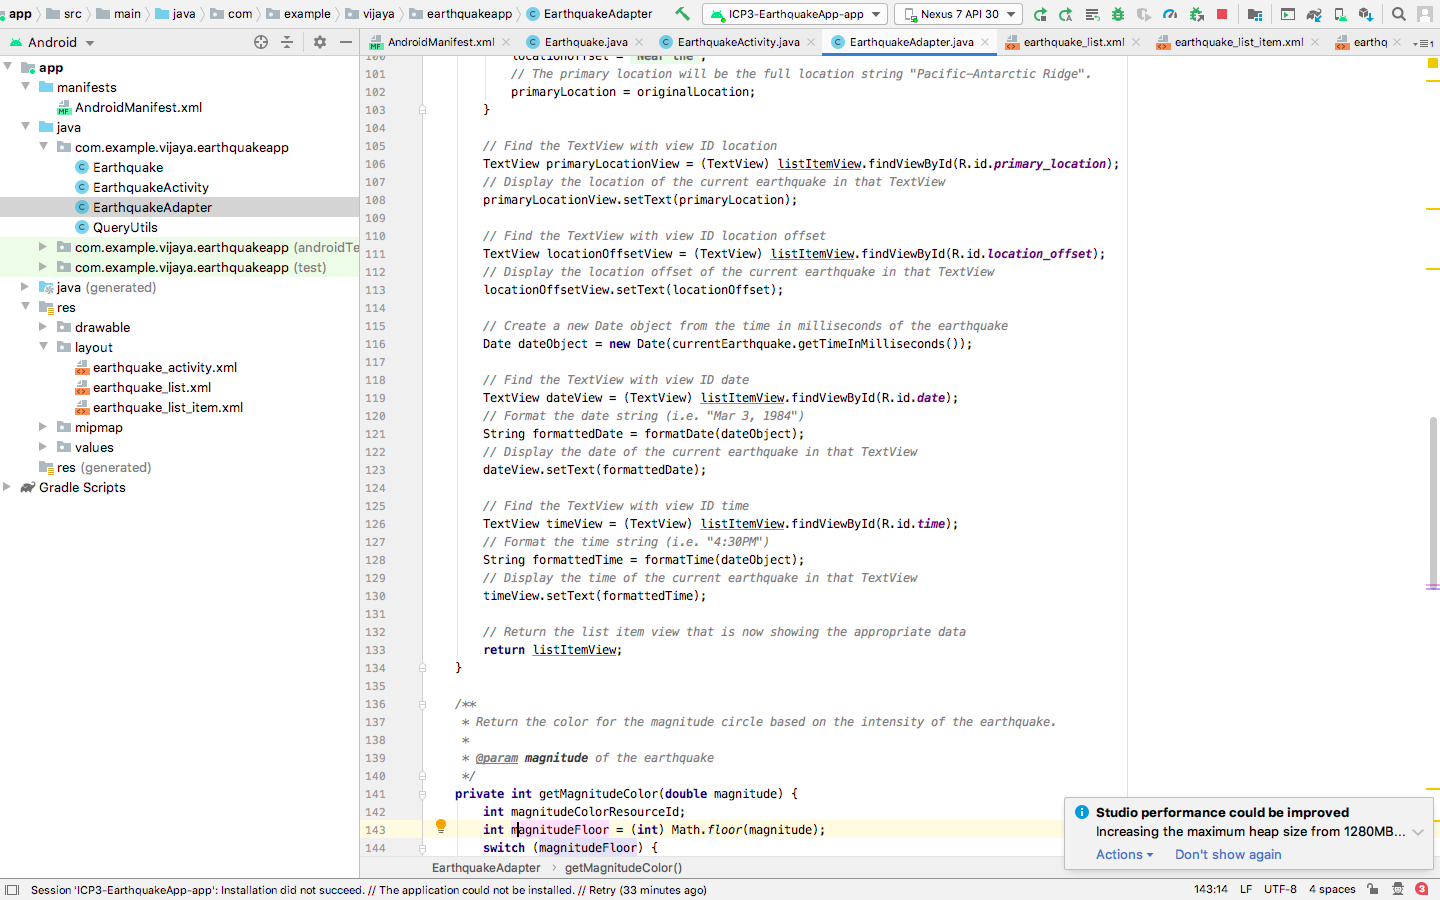 app src main java com example vijaya earthquakeapp EarthquakeAdapter ICP3-EarthquakeApp-app Nexus 7 API 30
Android
AndroidManifest.xml Earthquake.java EarthquakeActivity.java EarthquakeAdapter.java earthquake_list.xml earthquake_list_item.xml earthq
app
manifests
AndroidManifest.xml
java
com.example.vijaya.earthquakeapp
Earthquake
EarthquakeActivity
EarthquakeAdapter
QueryUtils
com.example.vijaya.earthquakeapp (androidTe
com.example.vijaya.earthquakeapp (test)
java (generated)
res
drawable
layout
earthquake_activity.xml
earthquake_list.xml
earthquake_list_item.xml
mipmap
values
res (generated)
Gradle Scripts
100 locationOffset = "Near the";
101 // The primary location will be the full location string "Pacific-Antarctic Ridge".
102 primaryLocation = originalLocation;
103 }
104
105 // Find the TextView with view ID location
106 TextView primaryLocationView = (TextView) listItemView.findViewById(R.id.primary_location);
107 // Display the location of the current earthquake in that TextView
108 primaryLocationView.setText(primaryLocation);
109
110 // Find the TextView with view ID location offset
111 TextView locationOffsetView = (TextView) listItemView.findViewById(R.id.location_offset);
112 // Display the location offset of the current earthquake in that TextView
113 locationOffsetView.setText(locationOffset);
114
115 // Create a new Date object from the time in milliseconds of the earthquake
116 Date dateObject = new Date(currentEarthquake.getTimeInMilliseconds());
117
118 // Find the TextView with view ID date
119 TextView dateView = (TextView) listItemView.findViewById(R.id.date);
120 // Format the date string (i.e. "Mar 3, 1984")
121 String formattedDate = formatDate(dateObject);
122 // Display the date of the current earthquake in that TextView
123 dateView.setText(formattedDate);
124
125 // Find the TextView with view ID time
126 TextView timeView = (TextView) listItemView.findViewById(R.id.time);
127 // Format the time string (i.e. "4:30PM")
128 String formattedTime = formatTime(dateObject);
129 // Display the time of the current earthquake in that TextView
130 timeView.setText(formattedTime);
131
132 // Return the list item view that is now showing the appropriate data
133 return listItemView;
134 }
135
136 /**
137 * Return the color for the magnitude circle based on the intensity of the earthquake.
138 *
139 * @param magnitude of the earthquake
140 */
141 private int getMagnitudeColor(double magnitude) {
142 int magnitudeColorResourceId;
143 int magnitudeFloor = (int) Math.floor(magnitude);
144 switch (magnitudeFloor) {
EarthquakeAdapter > getMagnitudeColor()
Studio performance could be improved
Increasing the maximum heap size from 1280MB...
Actions Don't show again
Session 'ICP3-EarthquakeApp-app': Installation did not succeed. // The application could not be installed. // Retry (33 minutes ago) 143:14 LF UTF-8 4 spaces 3